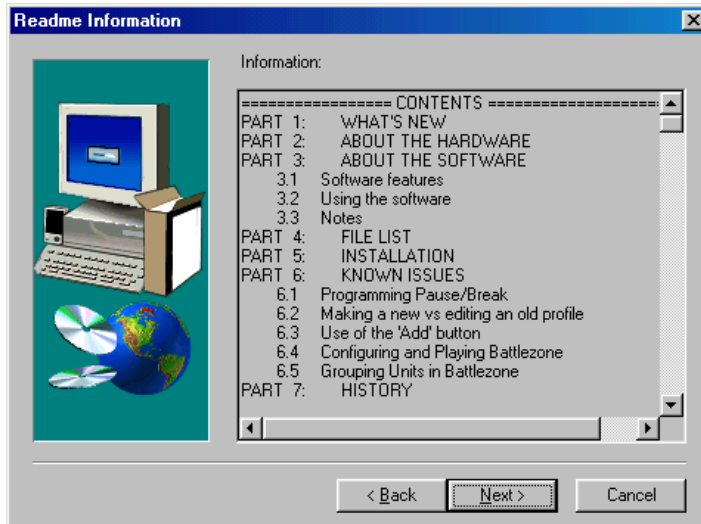 Readme Information
Information:
================== CONTENTS ====================
PART 1: WHAT'S NEW
PART 2: ABOUT THE HARDWARE
PART 3: ABOUT THE SOFTWARE
3.1 Software features
3.2 Using the software
3.3 Notes
PART 4: FILE LIST
PART 5: INSTALLATION
PART 6: KNOWN ISSUES
6.1 Programming Pause/Break
6.2 Making a new vs editing an old profile
6.3 Use of the 'Add' button
6.4 Configuring and Playing Battlezone
6.5 Grouping Units in Battlezone
PART 7: HISTORY
< Back Next > Cancel